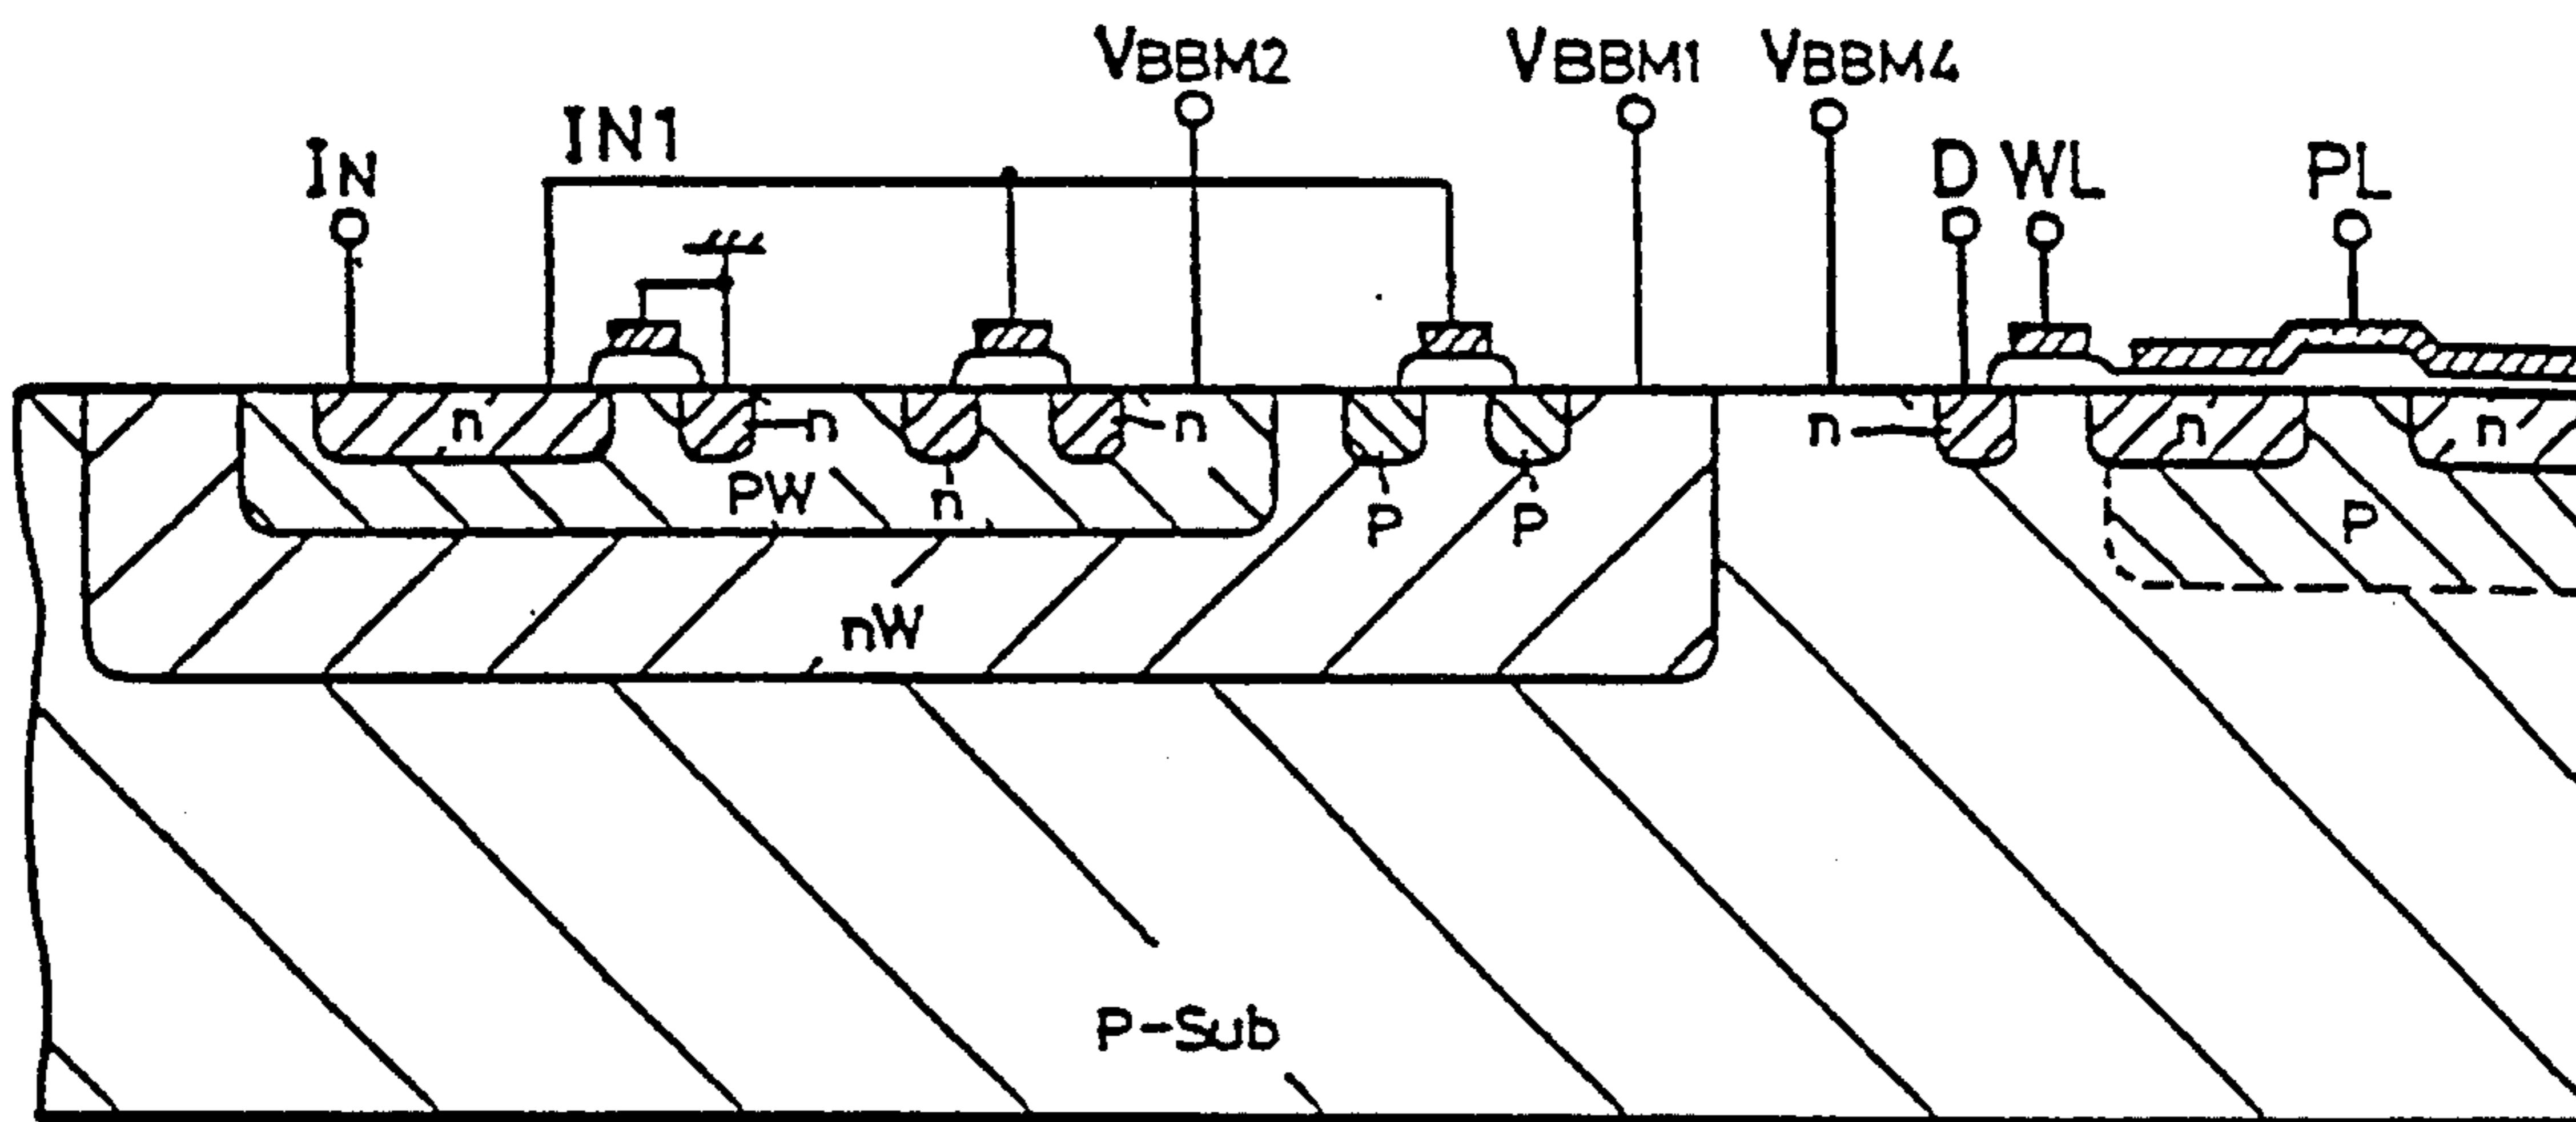 VBBM2 VBBM1 VBBM4
IN IN1 D WL PL
n n n n n n
PW n P P P
nW
P-Sub